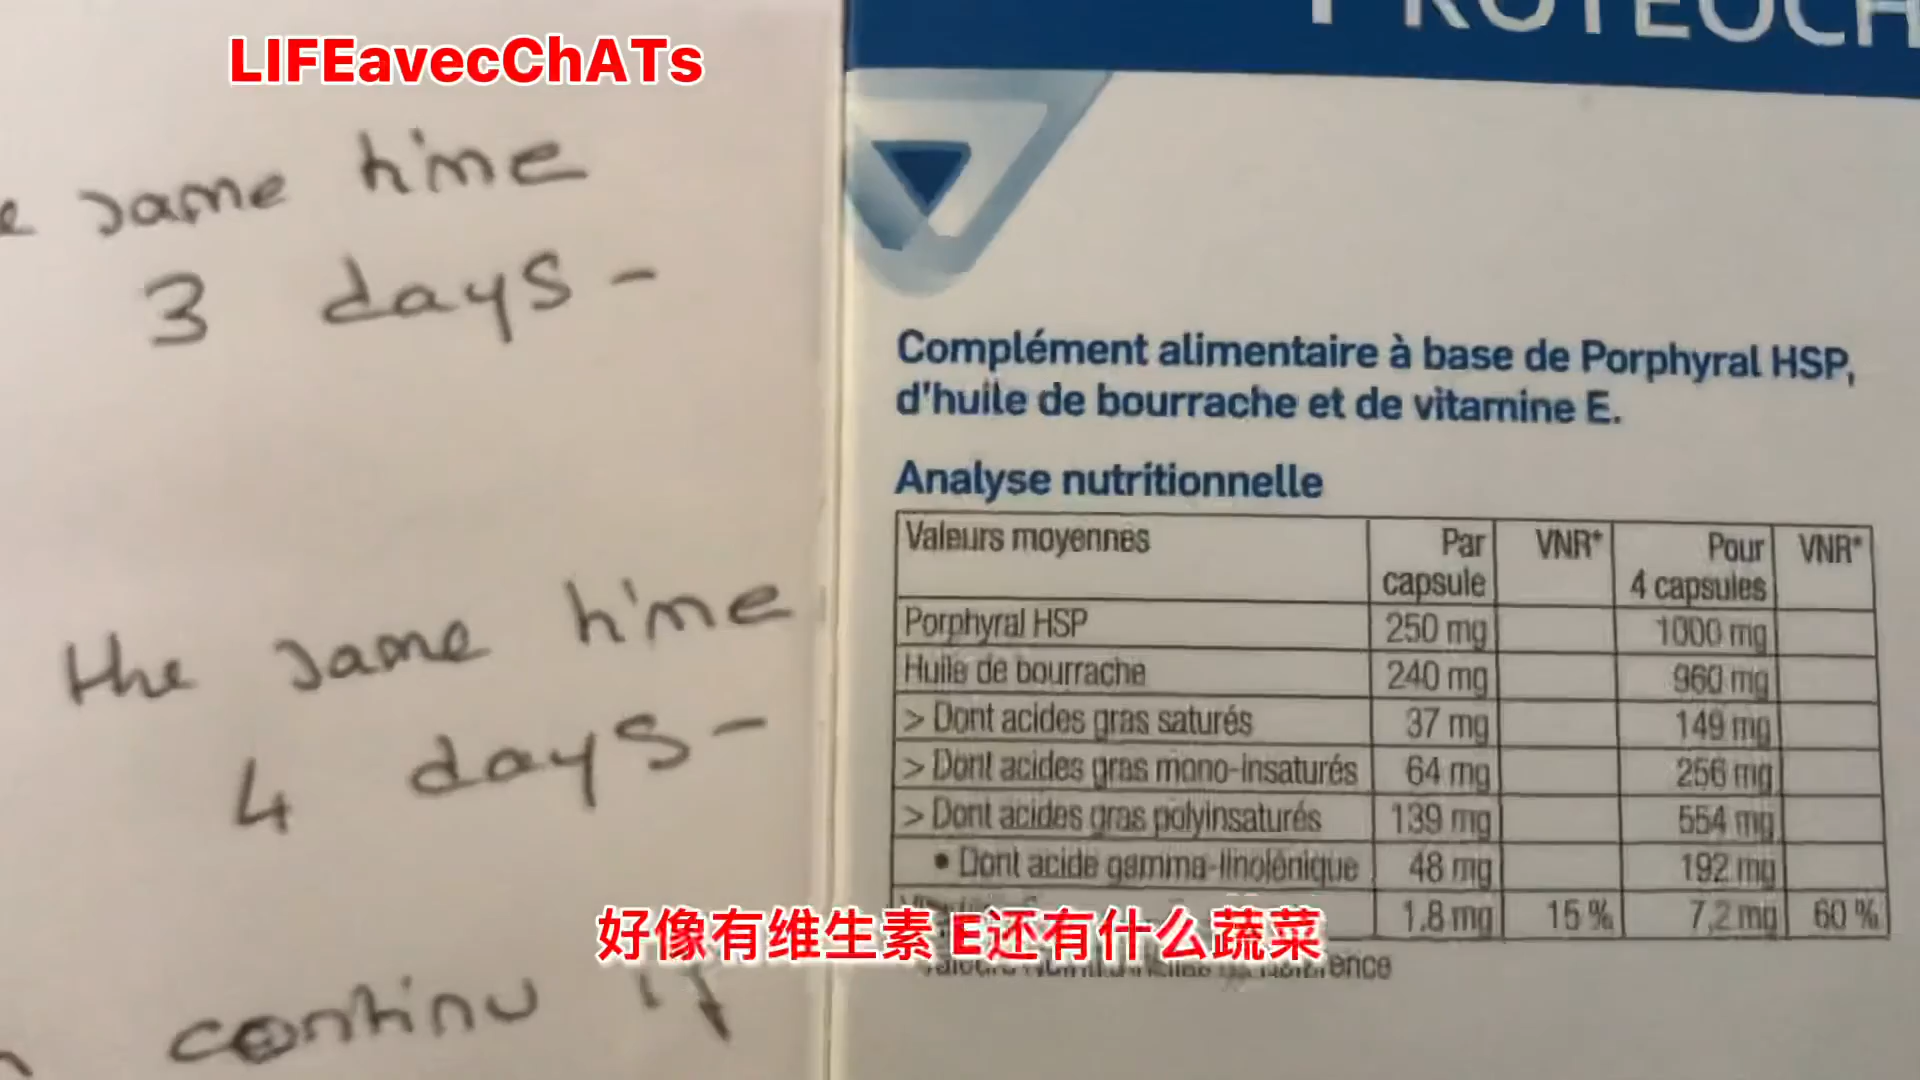 LIFEavecChATs
same time
3 days -
the same time
4 days -
continu if
PROTEOCH
Complément alimentaire à base de Porphyral HSP,
d'huile de bourrache et de vitamine E.
Analyse nutritionnelle
Valeurs moyennes Par capsule VNR* Pour 4 capsules VNR*
Porphyral HSP 250 mg 1000 mg
Huile de bourrache 240 mg 960 mg
> Dont acides gras saturés 37 mg 149 mg
> Dont acides gras mono-insaturés 64 mg 256 mg
> Dont acides gras polyinsaturés 139 mg 554 mg
• Dont acide gamma-linolénique 48 mg 192 mg
1.8 mg 15 % 7,2 mg 60 %
好像有维生素 E还有什么蔬菜